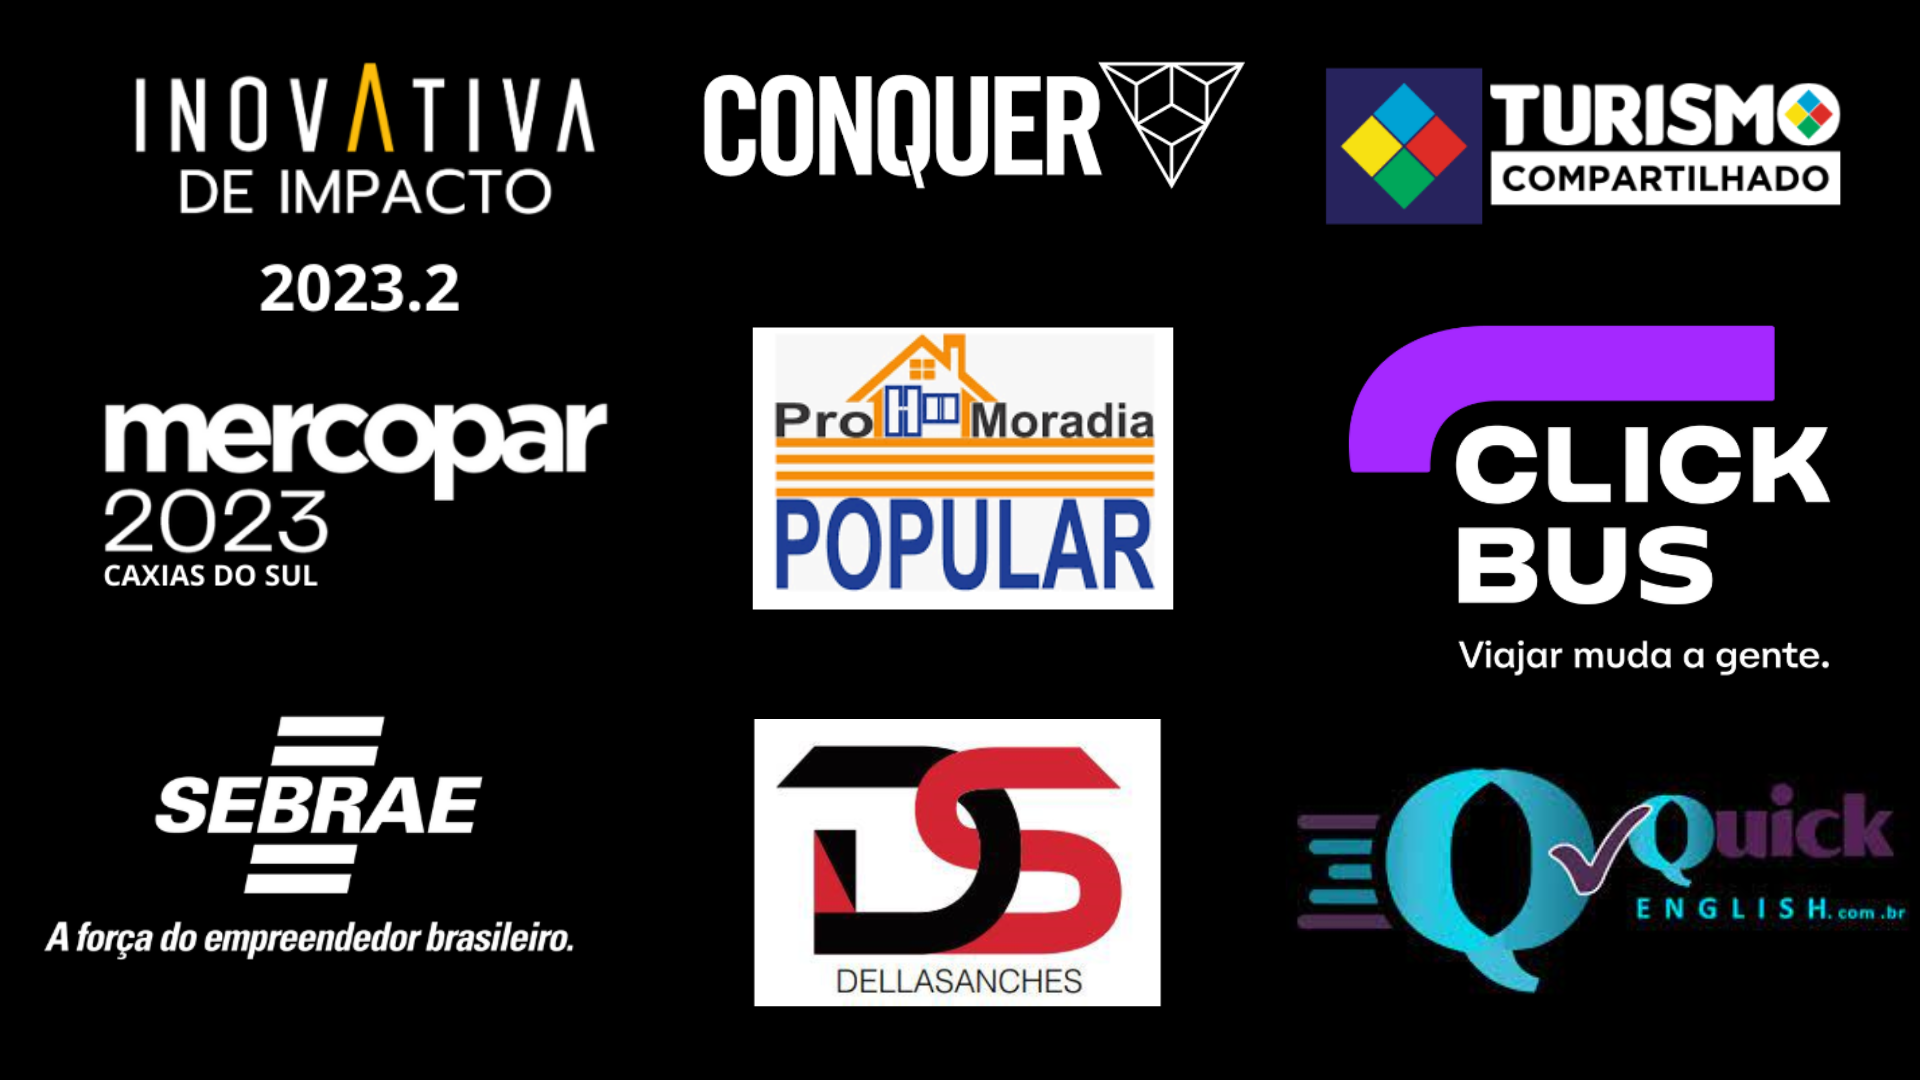 INOVATIVA
DE IMPACTO
2023.2
CONQUER
TURISMO
COMPARTILHADO
mercopar
2023
CAXIAS DO SUL
Pro Moradia
POPULAR
CLICK
BUS
Viajar muda a gente.
SEBRAE
A força do empreendedor brasileiro.
DS
DELLASANCHES
Q Quick
ENGLISH.com.br